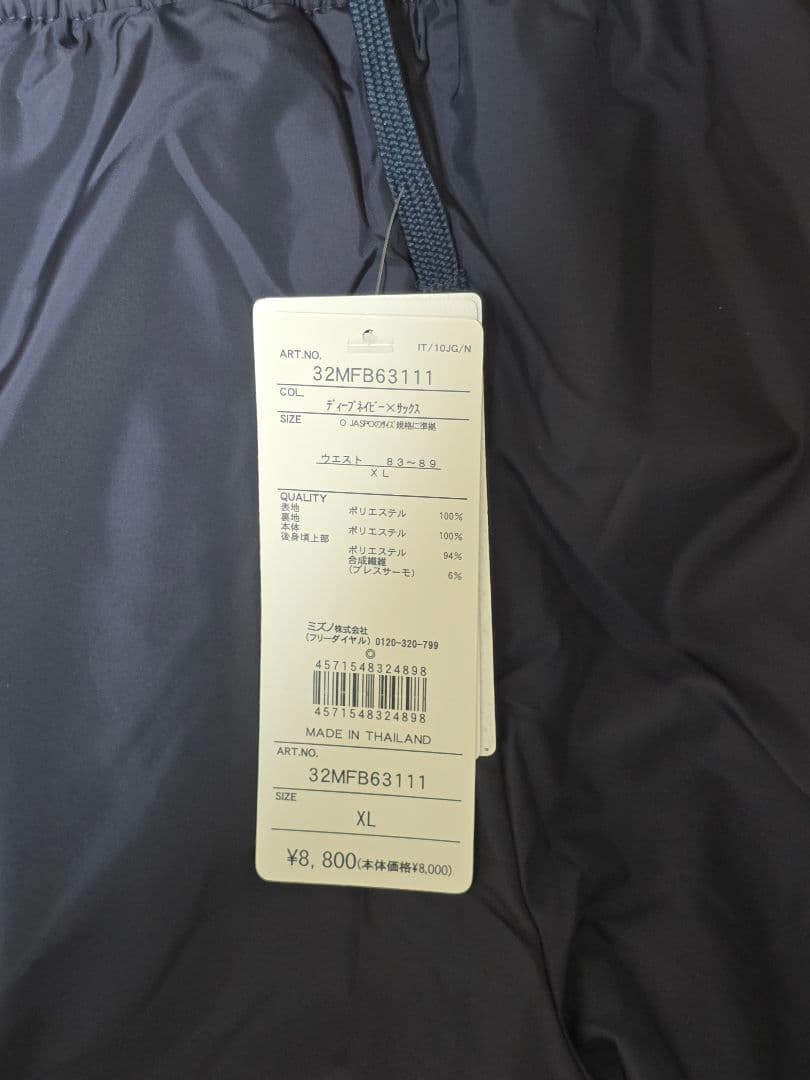 IT/10JG/N
ART.NO.
32MFB63111
COL.
ﾃﾞｨｰﾌﾟﾈｲﾋﾞｰ×ｻｯｸｽ
SIZE
O JASPOのｻｲｽﾞ規格に準拠
ウエスト 83～89
XL
QUALITY
表地 ポリエステル 100%
裏地
本体 ポリエステル 100%
後身頃上部
ポリエステル 94%
合成繊維
(ブレスサーモ) 6%
ミズノ株式会社
(フリーダイヤル) 0120-320-799
◎
4571548324898
4571548324898
MADE IN THAILAND
ART.NO.
32MFB63111
SIZE
XL
¥8,800(本体価格¥8,000)